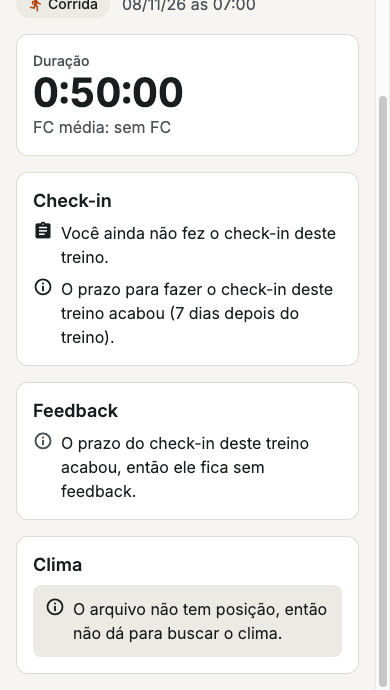 Corrida 08/11/26 às 07:00
Duração
0:50:00
FC média: sem FC
Check-in
Você ainda não fez o check-in deste
treino.
O prazo para fazer o check-in deste
treino acabou (7 dias depois do
treino).
Feedback
O prazo do check-in deste treino
acabou, então ele fica sem
feedback.
Clima
O arquivo não tem posição, então
não dá para buscar o clima.